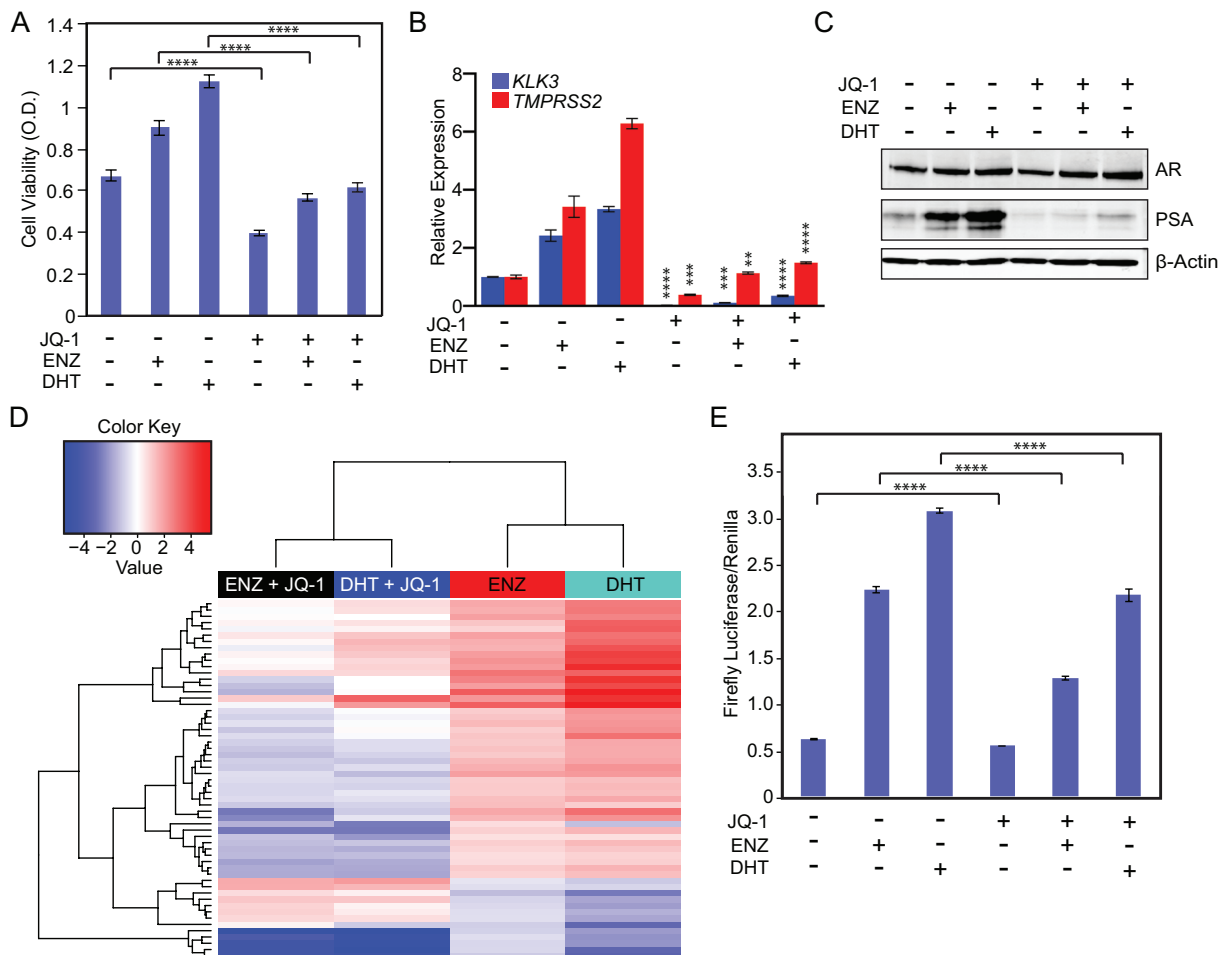 A
Cell Viability (O.D.)
1.4
1.2
1
0.8
0.6
0.4
0.2
0
****
****
****
JQ-1 - - - + + +
ENZ - + - - + -
DHT - - + - - +
B
Relative Expression
8
6
4
2
0
KLK3
TMPRSS2
****
***
***
**
****
****
JQ-1 - - - + + +
ENZ - + - - + -
DHT - - + - - +
C
JQ-1 - - - + + +
ENZ - + - - + -
DHT - - + - - +
AR
PSA
β-Actin
D
Color Key
−4 −2 0 2 4
Value
ENZ + JQ-1 DHT + JQ-1 ENZ DHT
E
Firefly Luciferase/Renilla
3.5
3.0
2.5
2.0
1.5
1.0
0.5
0
****
****
****
JQ-1 - - - + + +
ENZ - + - - + -
DHT - - + - - +